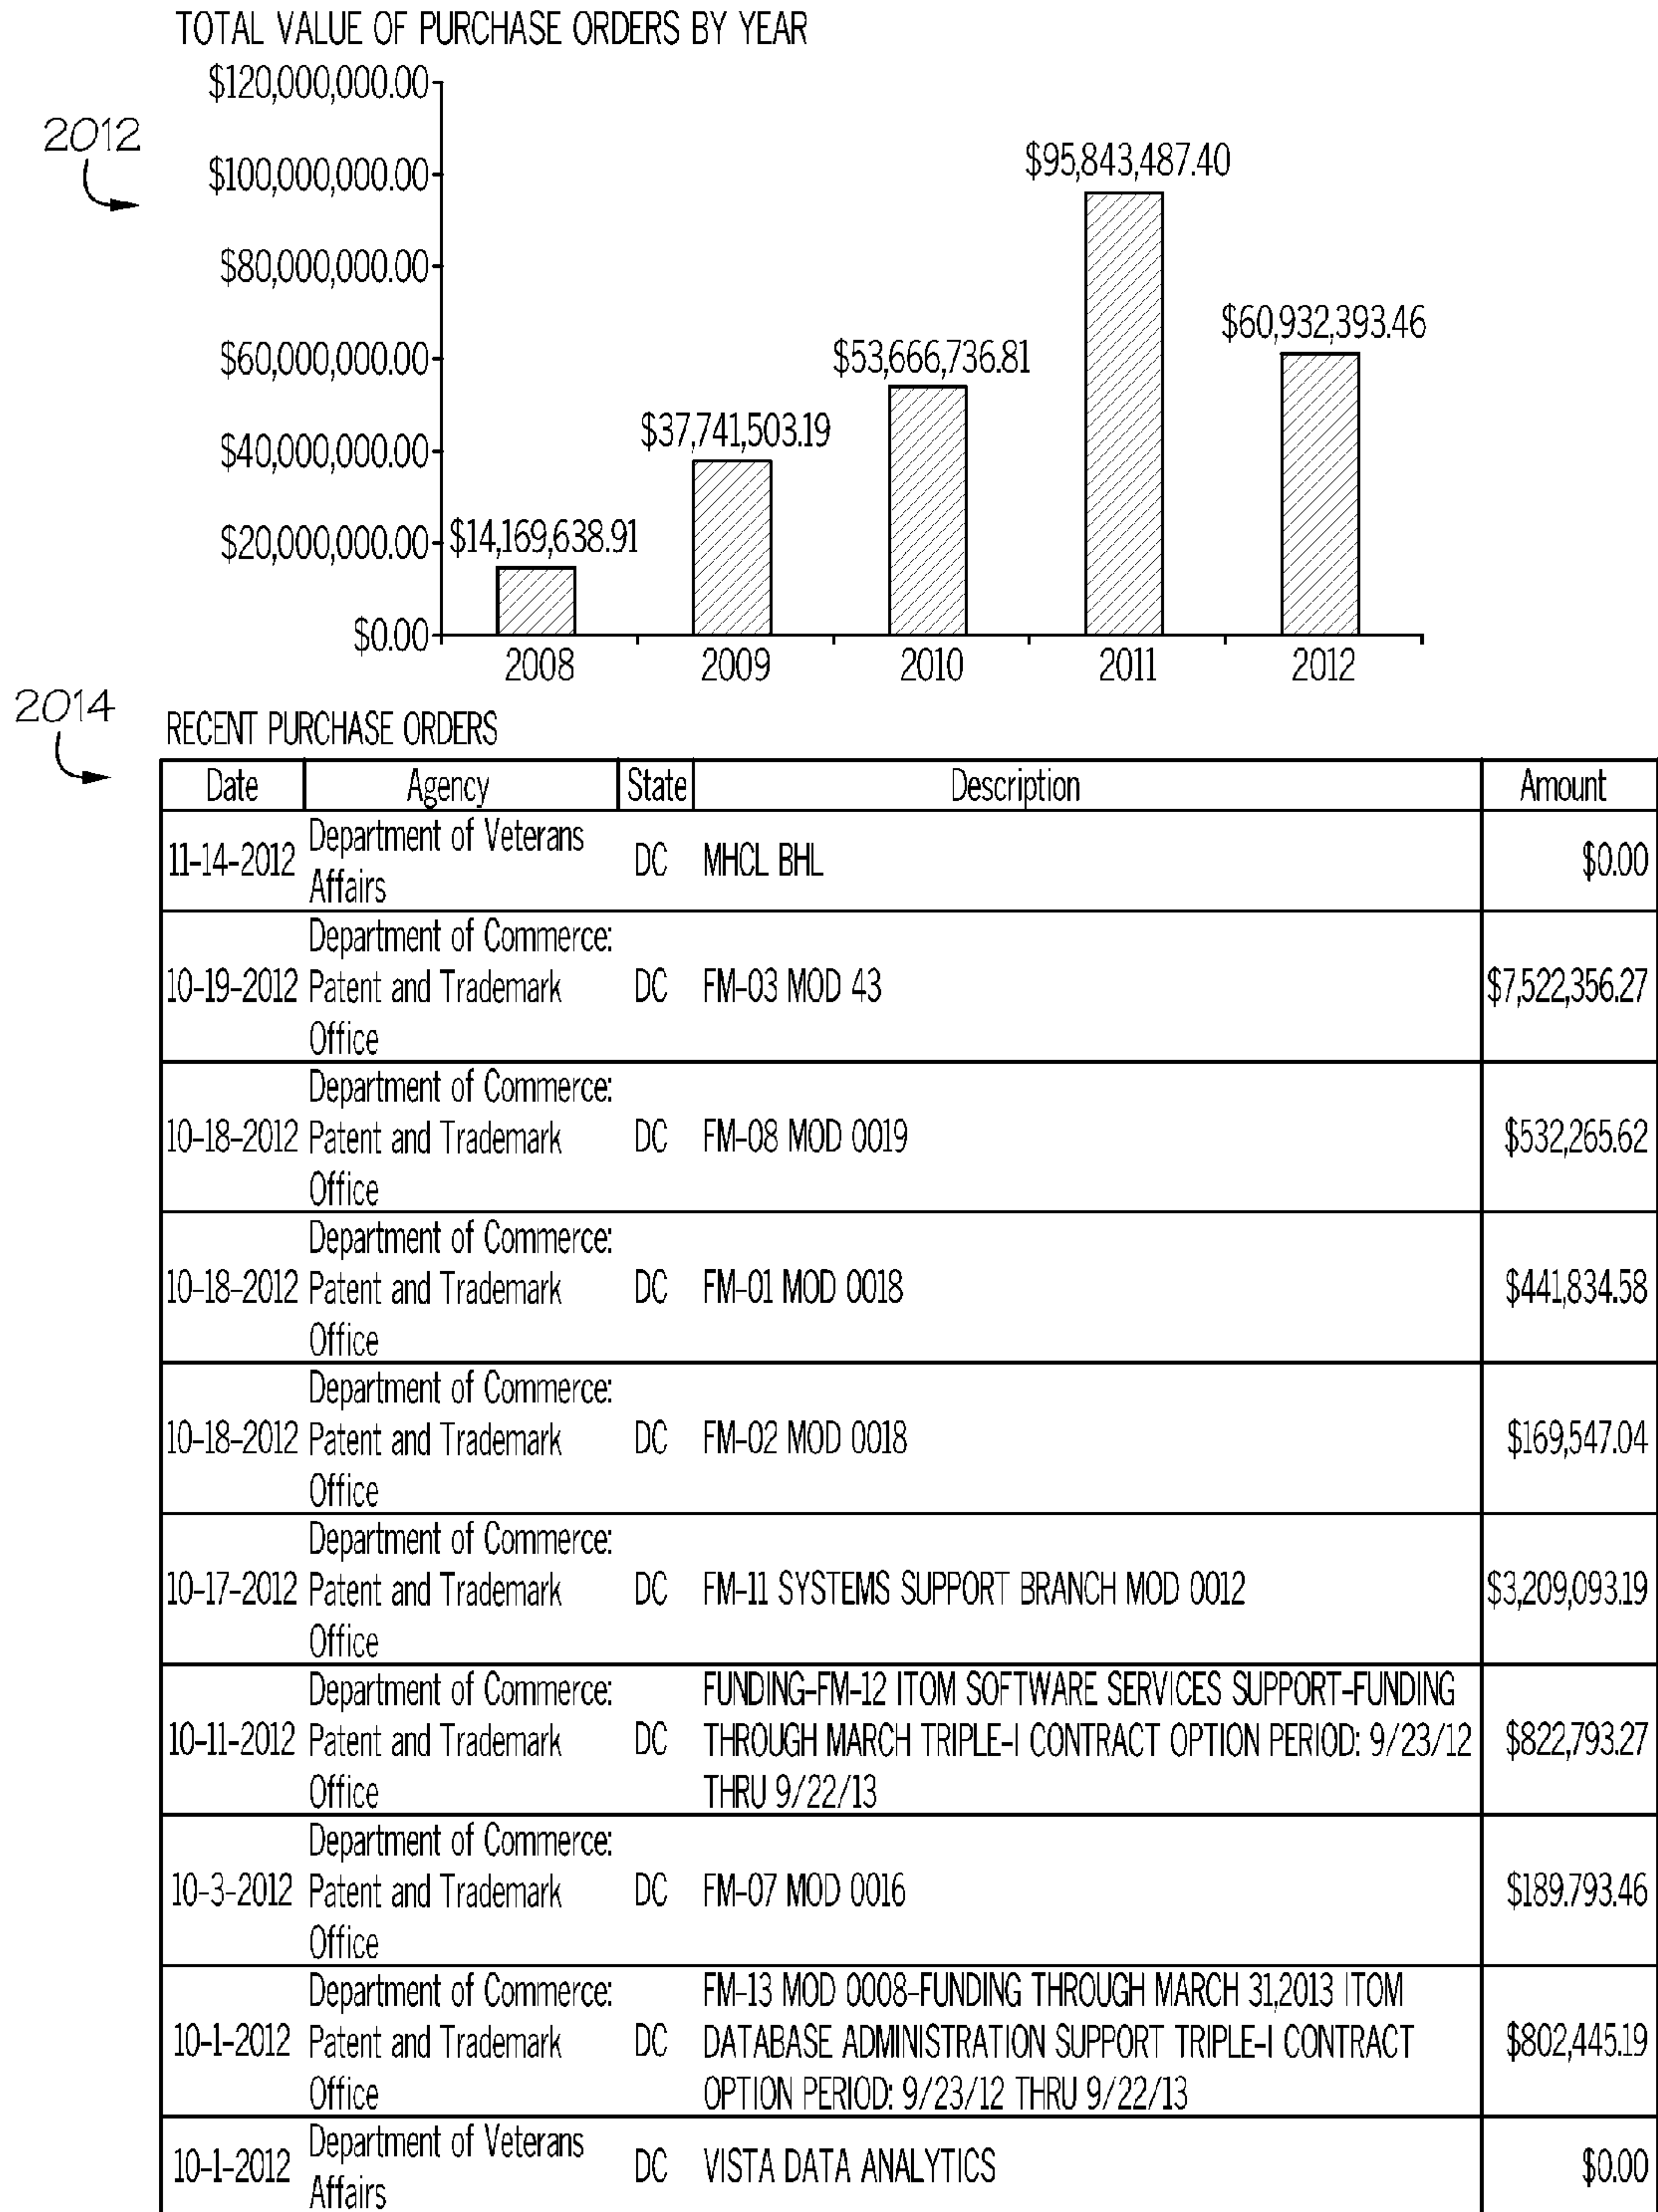 TOTAL VALUE OF PURCHASE ORDERS BY YEAR
2012
$120,000,000.00
$100,000,000.00
$80,000,000.00
$60,000,000.00
$40,000,000.00
$20,000,000.00
$0.00
$14,169,638.91
$37,741,503.19
$53,666,736.81
$95,843,487.40
$60,932,393.46
2008 2009 2010 2011 2012
2014
RECENT PURCHASE ORDERS
Date Agency State Description Amount
11-14-2012 Department of Veterans
Affairs DC MHCL BHL $0.00
Department of Commerce:
10-19-2012 Patent and Trademark DC FM-03 MOD 43 $7,522,356.27
Office
Department of Commerce:
10-18-2012 Patent and Trademark DC FM-08 MOD 0019 $532,265.62
Office
Department of Commerce:
10-18-2012 Patent and Trademark DC FM-01 MOD 0018 $441,834.58
Office
Department of Commerce:
10-18-2012 Patent and Trademark DC FM-02 MOD 0018 $169,547.04
Office
Department of Commerce:
10-17-2012 Patent and Trademark DC FM-11 SYSTEMS SUPPORT BRANCH MOD 0012 $3,209,093.19
Office
Department of Commerce: FUNDING-FM-12 ITOM SOFTWARE SERVICES SUPPORT-FUNDING
10-11-2012 Patent and Trademark DC THROUGH MARCH TRIPLE-I CONTRACT OPTION PERIOD: 9/23/12 $822,793.27
Office THRU 9/22/13
Department of Commerce:
10-3-2012 Patent and Trademark DC FM-07 MOD 0016 $189.793.46
Office
Department of Commerce: FM-13 MOD 0008-FUNDING THROUGH MARCH 31,2013 ITOM
10-1-2012 Patent and Trademark DC DATABASE ADMINISTRATION SUPPORT TRIPLE-I CONTRACT $802,445.19
Office OPTION PERIOD: 9/23/12 THRU 9/22/13
10-1-2012 Department of Veterans
Affairs DC VISTA DATA ANALYTICS $0.00